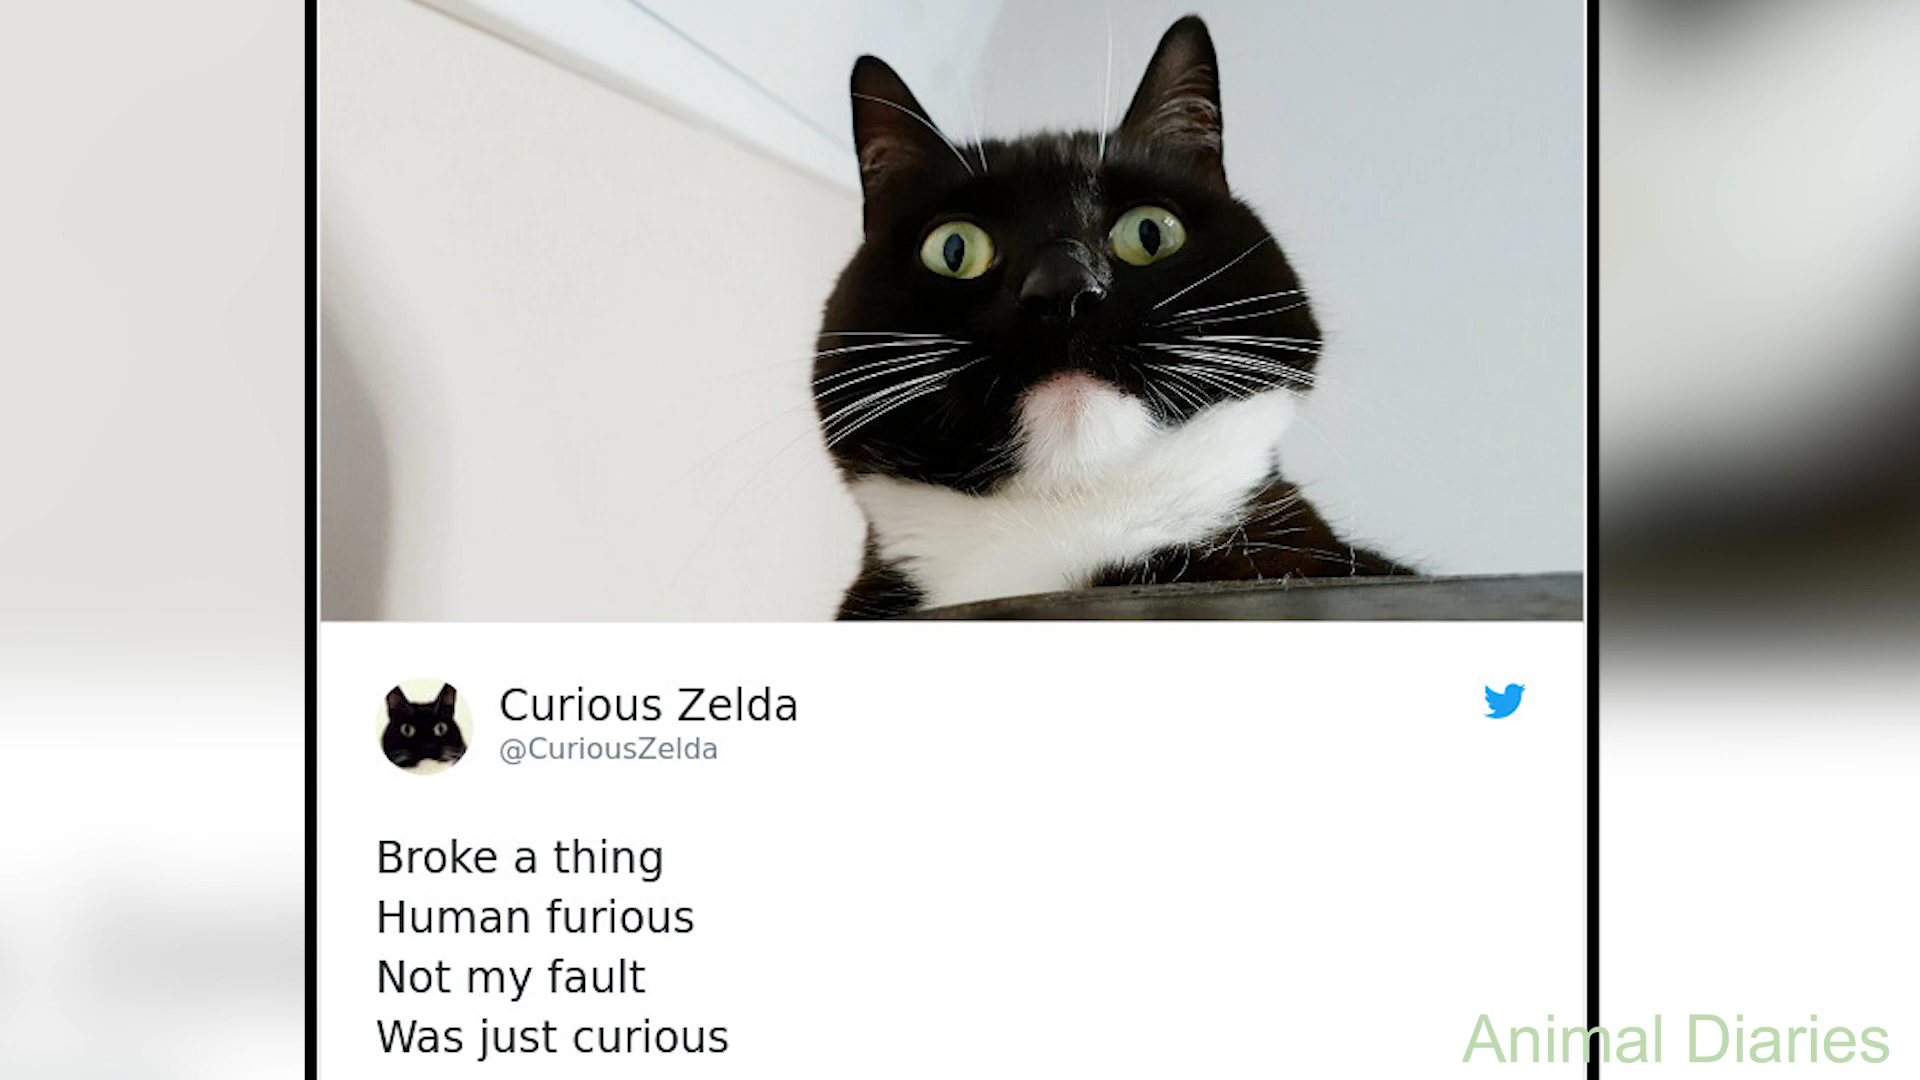 Curious Zelda
@CuriousZelda
Broke a thing
Human furious
Not my fault
Was just curious
Animal Diaries